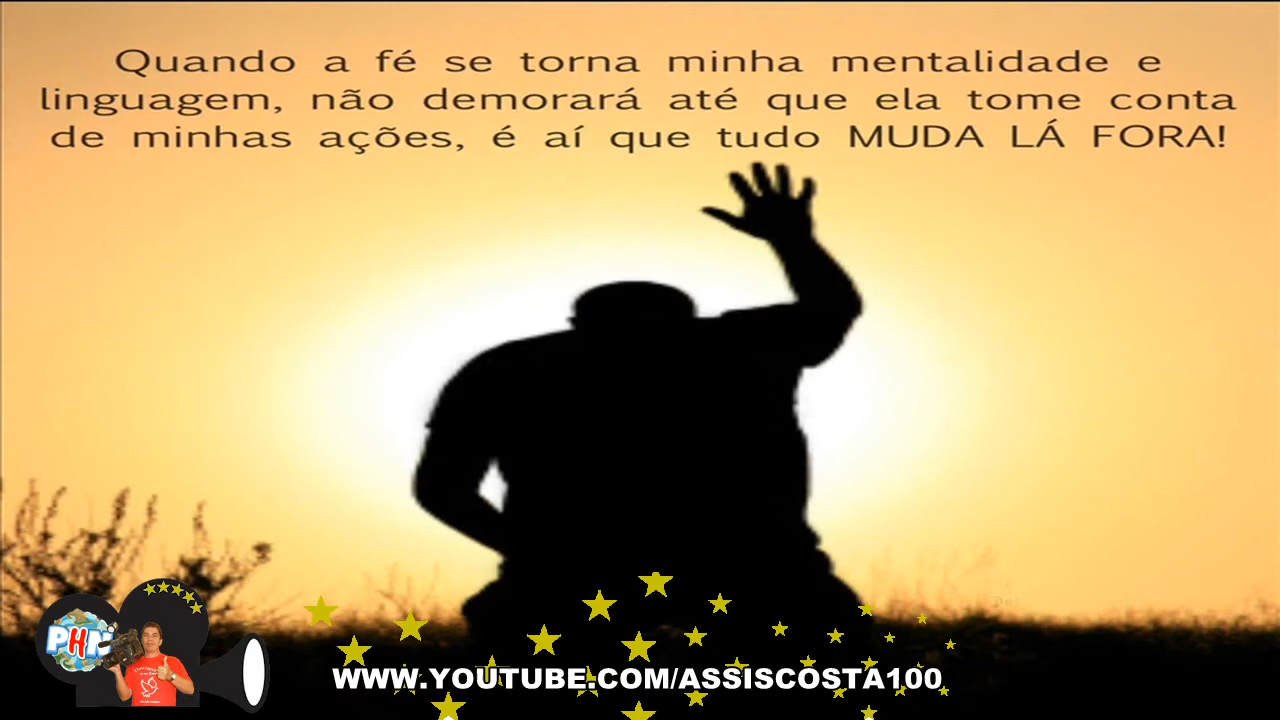 Quando a fé se torna minha mentalidade e
linguagem, não demorará até que ela tome conta
de minhas ações, é aí que tudo MUDA LÁ FORA!
PHN
WWW.YOUTUBE.COM/ASSISCOSTA100